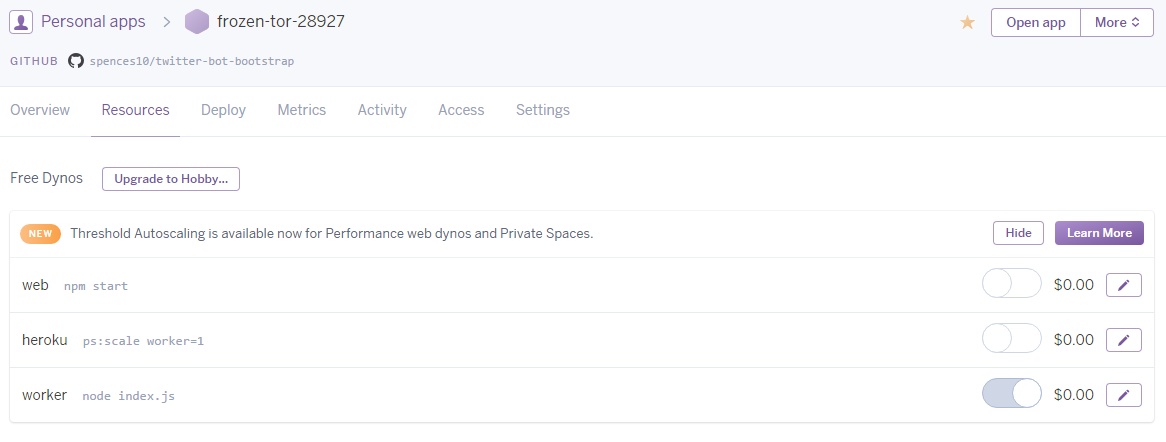 Personal apps > frozen-tor-28927 Open app More
GITHUB spences10/twitter-bot-bootstrap
Overview Resources Deploy Metrics Activity Access Settings
Free Dynos Upgrade to Hobby...
NEW Threshold Autoscaling is available now for Performance web dynos and Private Spaces. Hide Learn More
web npm start $0.00
heroku ps:scale worker=1 $0.00
worker node index.js $0.00